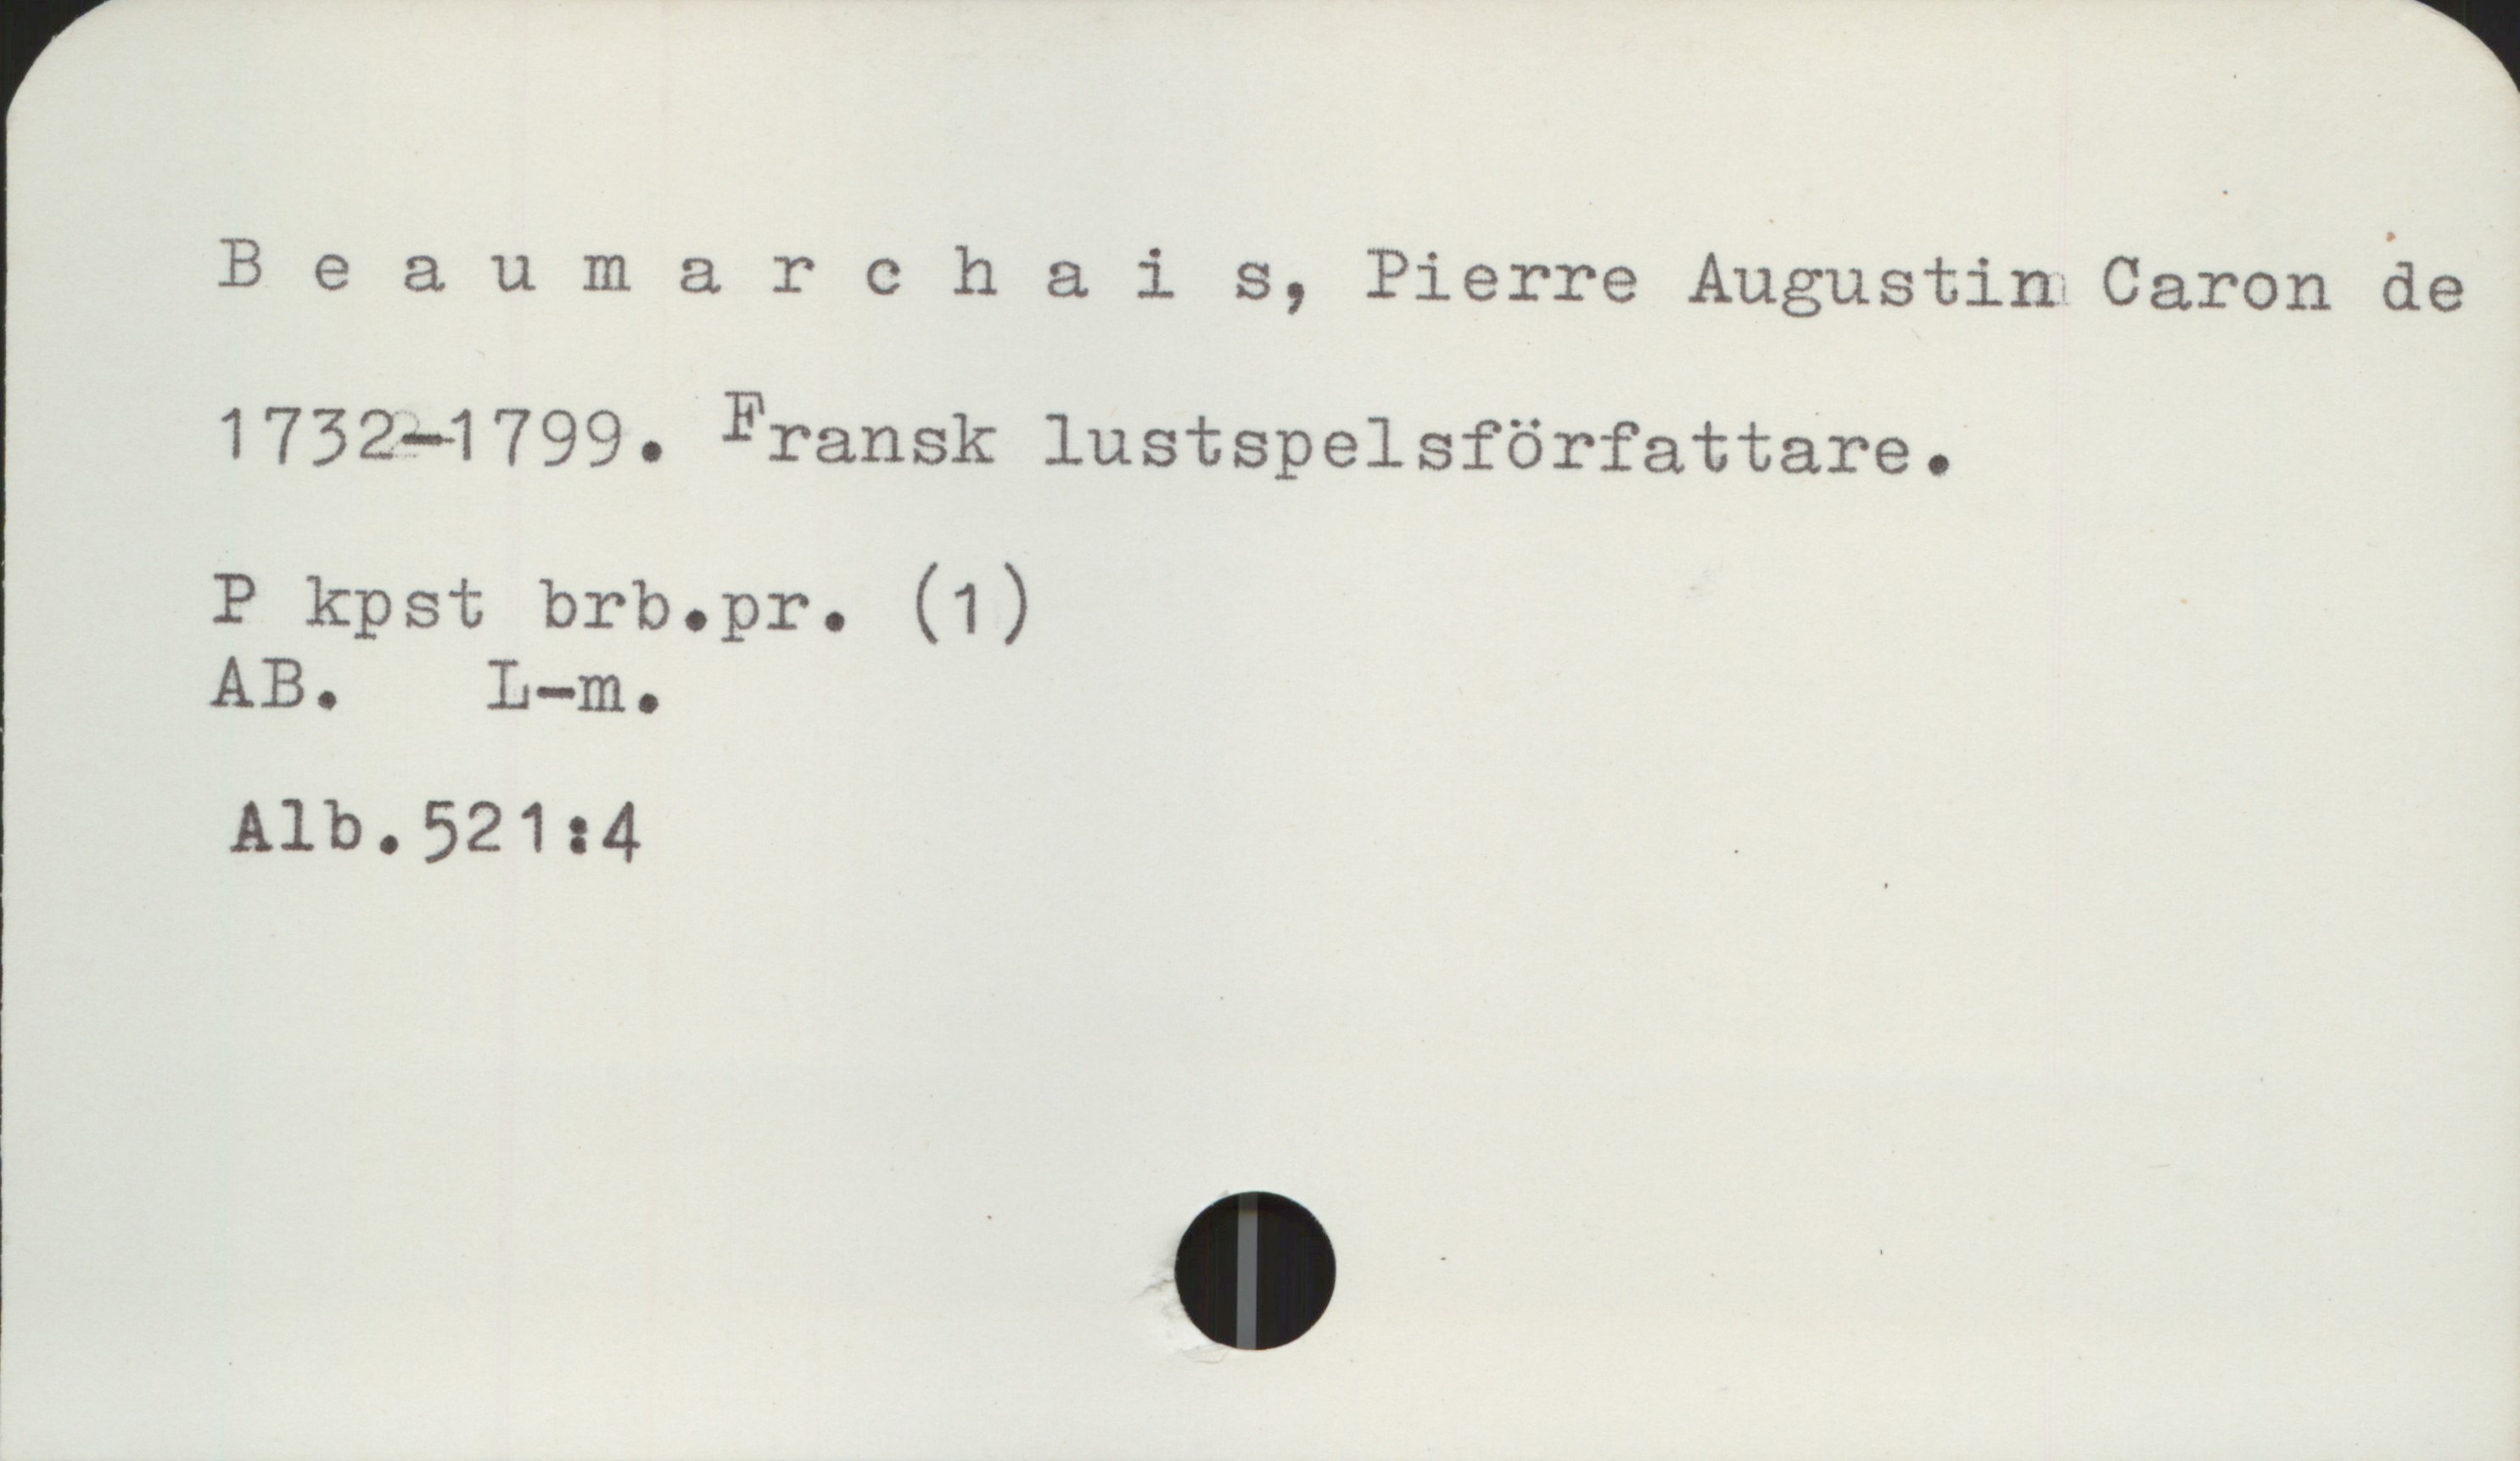 B e a u m a r c h a i s, Pierre Augustin Caron de
1732-1799. Fransk lustspelsförfattare.
P kpst brb.pr. (1)
AB.   L-m.
Alb.521:4